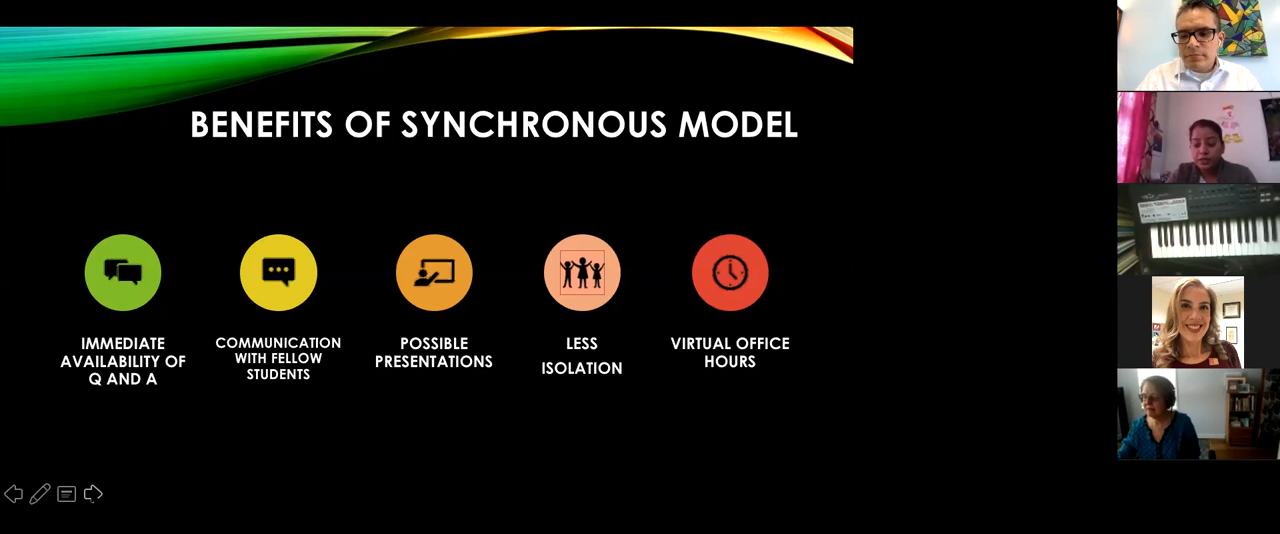 BENEFITS OF SYNCHRONOUS MODEL
IMMEDIATE
AVAILABILITY OF
Q AND A
COMMUNICATION
WITH FELLOW
STUDENTS
POSSIBLE
PRESENTATIONS
LESS
ISOLATION
VIRTUAL OFFICE
HOURS